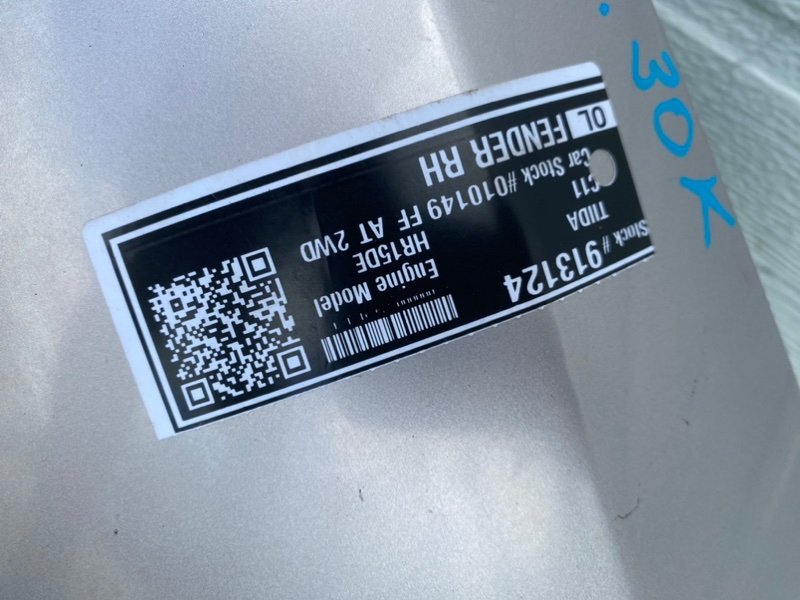 Stock #913124
TIIDA
C11
Engine Model
HR15DE
FF AT 2WD
Car Stock #010149
OL FENDER RH
30K